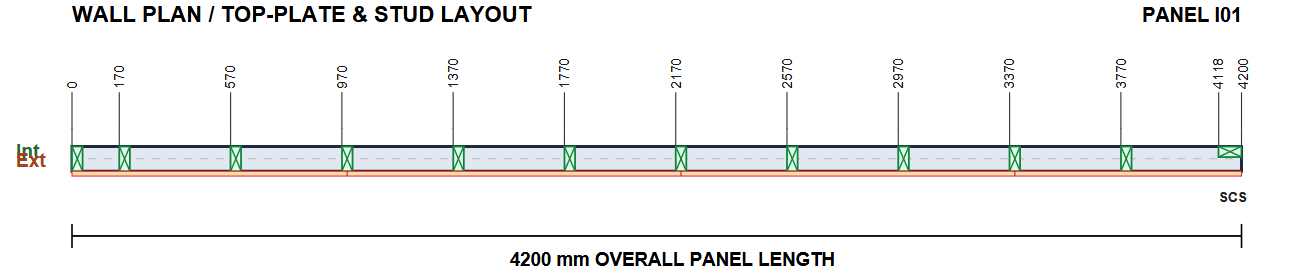 WALL PLAN / TOP-PLATE & STUD LAYOUT
PANEL I01
0
170
570
970
1370
1770
2170
2570
2970
3370
3770
4118
4200
Int
Ext
SCS
4200 mm OVERALL PANEL LENGTH